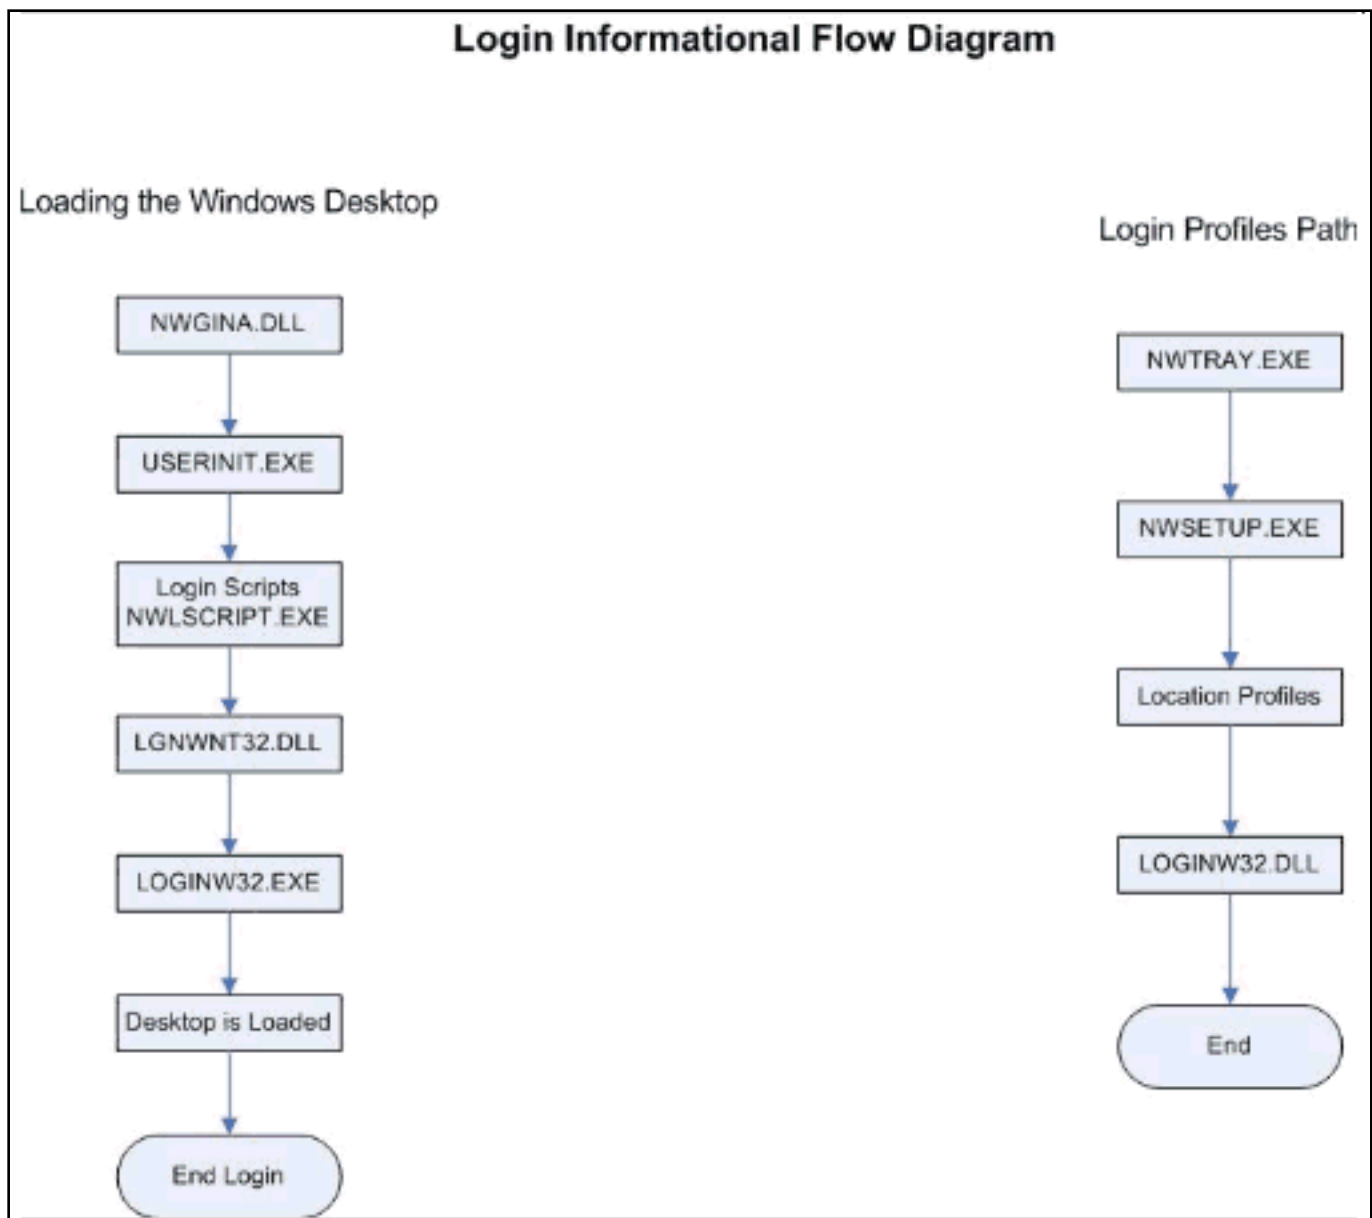 Login Informational Flow Diagram
Loading the Windows Desktop
NWGINA.DLL
USERINIT.EXE
Login Scripts
NWLSCRIPT.EXE
LGNWNT32.DLL
LOGINW32.EXE
Desktop is Loaded
End Login
Login Profiles Path
NWTRAY.EXE
NWSETUP.EXE
Location Profiles
LOGINW32.DLL
End